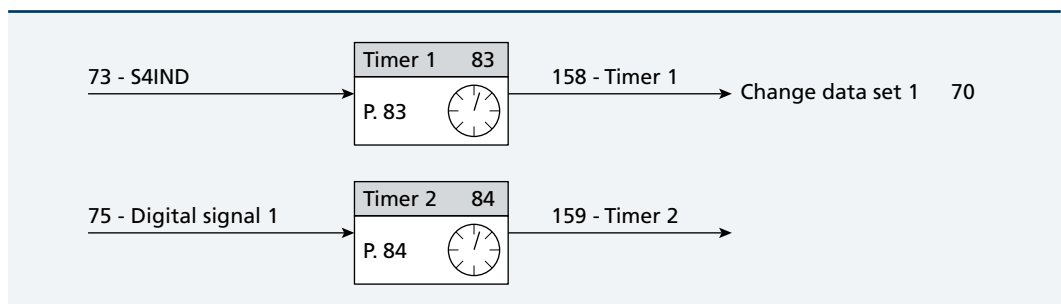 Timer 1 83
73 - S4IND
P. 83
158 - Timer 1
Change data set 1 70
Timer 2 84
75 - Digital signal 1
P. 84
159 - Timer 2